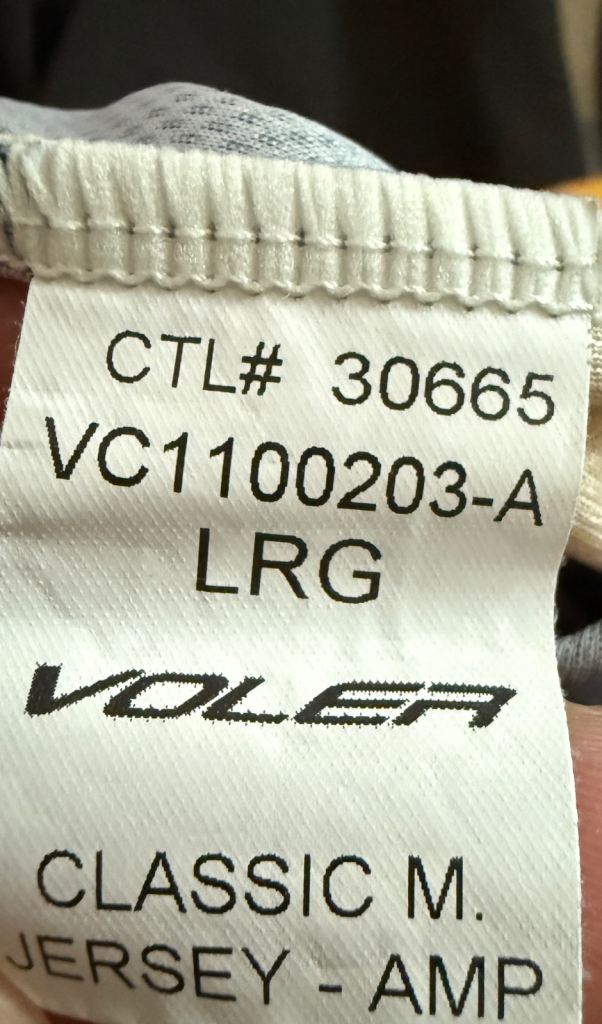 CTL# 30665
VC1100203-A
LRG
VOLER
CLASSIC M.
JERSEY - AMP